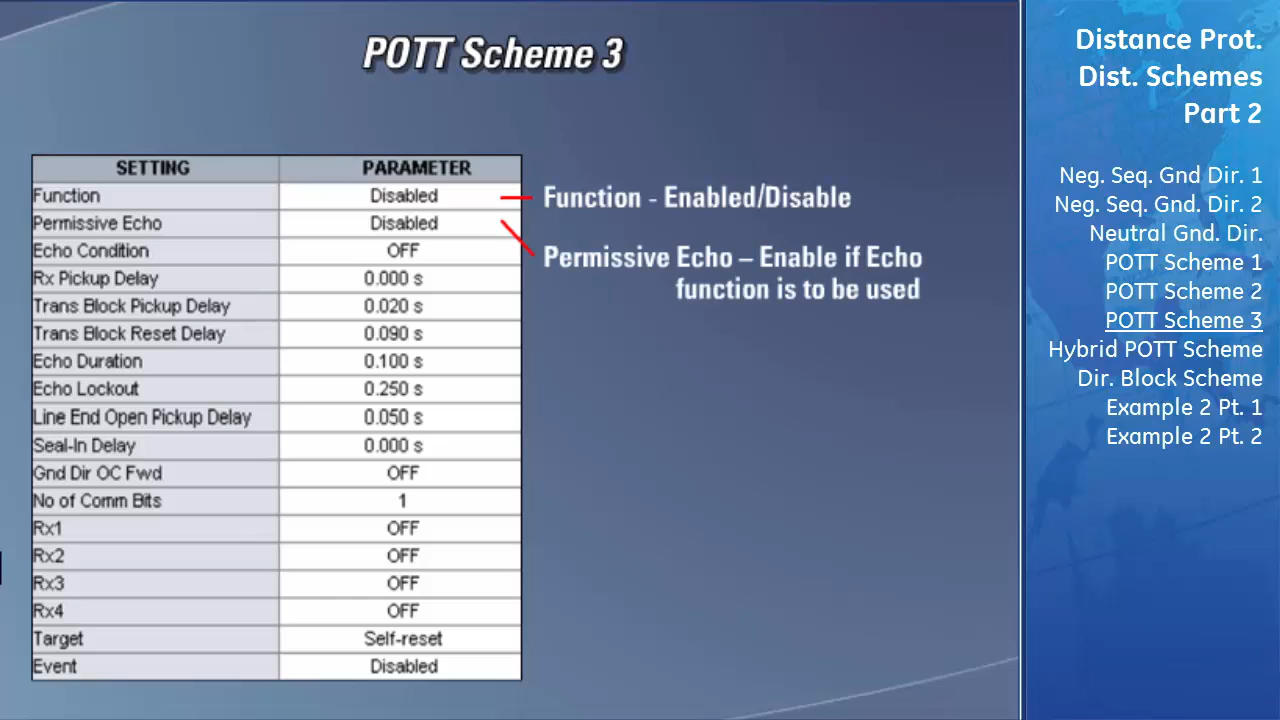 POTT Scheme 3
SETTING PARAMETER
Function Disabled
Permissive Echo Disabled
Echo Condition OFF
Rx Pickup Delay 0.000 s
Trans Block Pickup Delay 0.020 s
Trans Block Reset Delay 0.090 s
Echo Duration 0.100 s
Echo Lockout 0.250 s
Line End Open Pickup Delay 0.050 s
Seal-In Delay 0.000 s
Gnd Dir OC Fwd OFF
No of Comm Bits 1
Rx1 OFF
Rx2 OFF
Rx3 OFF
Rx4 OFF
Target Self-reset
Event Disabled
Function - Enabled/Disable
Permissive Echo – Enable if Echo
function is to be used
Distance Prot.
Dist. Schemes
Part 2
Neg. Seq. Gnd Dir. 1
Neg. Seq. Gnd. Dir. 2
Neutral Gnd. Dir.
POTT Scheme 1
POTT Scheme 2
POTT Scheme 3
Hybrid POTT Scheme
Dir. Block Scheme
Example 2 Pt. 1
Example 2 Pt. 2